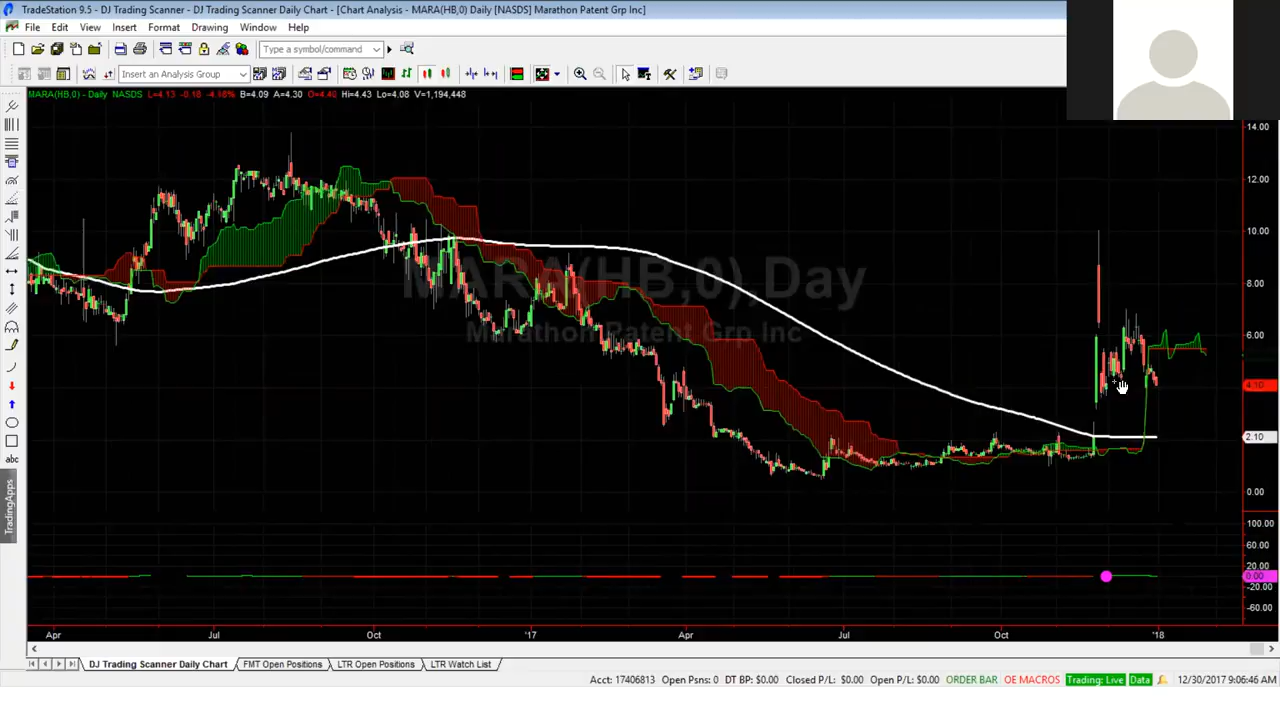 TradeStation 9.5 - DJ Trading Scanner - DJ Trading Scanner Daily Chart - [Chart Analysis - MARA(HB,0) Daily [NASDS] Marathon Patent Grp Inc]
File Edit View Insert Format Drawing Window Help
Type a symbol/command
Insert an Analysis Group
MARA(HB,0) - Daily NASDS L=4.13 -0.18 -4.18% B=4.09 A=4.30 O=4.40 Hi=4.43 Lo=4.08 V=1,194,448
14.00
12.00
10.00
8.00
6.00
4.10
2.10
0.00
MARA(HB,0),Day
Marathon Patent Grp Inc
abc
TradingApps
100.00
60.00
20.00
0.00
-20.00
-60.00
Apr Jul Oct '17 Apr Jul Oct '18
DJ Trading Scanner Daily Chart FMT Open Positions LTR Open Positions LTR Watch List
Acct: 17406813 Open Psns: 0 DT BP: $0.00 Closed P/L: $0.00 Open P/L: $0.00 ORDER BAR OE MACROS Trading: Live Data 12/30/2017 9:06:46 AM